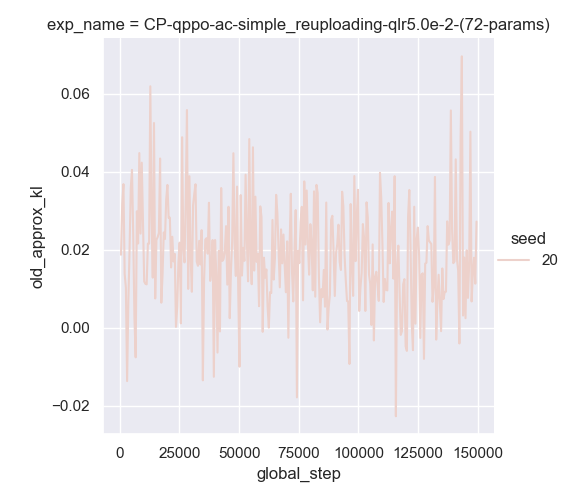 exp_name = CP-qppo-ac-simple_reuploading-qlr5.0e-2-(72-params)
0.06
0.04
0.02
0.00
−0.02
old_approx_kl
0 25000 50000 75000 100000 125000 150000
global_step
seed
20